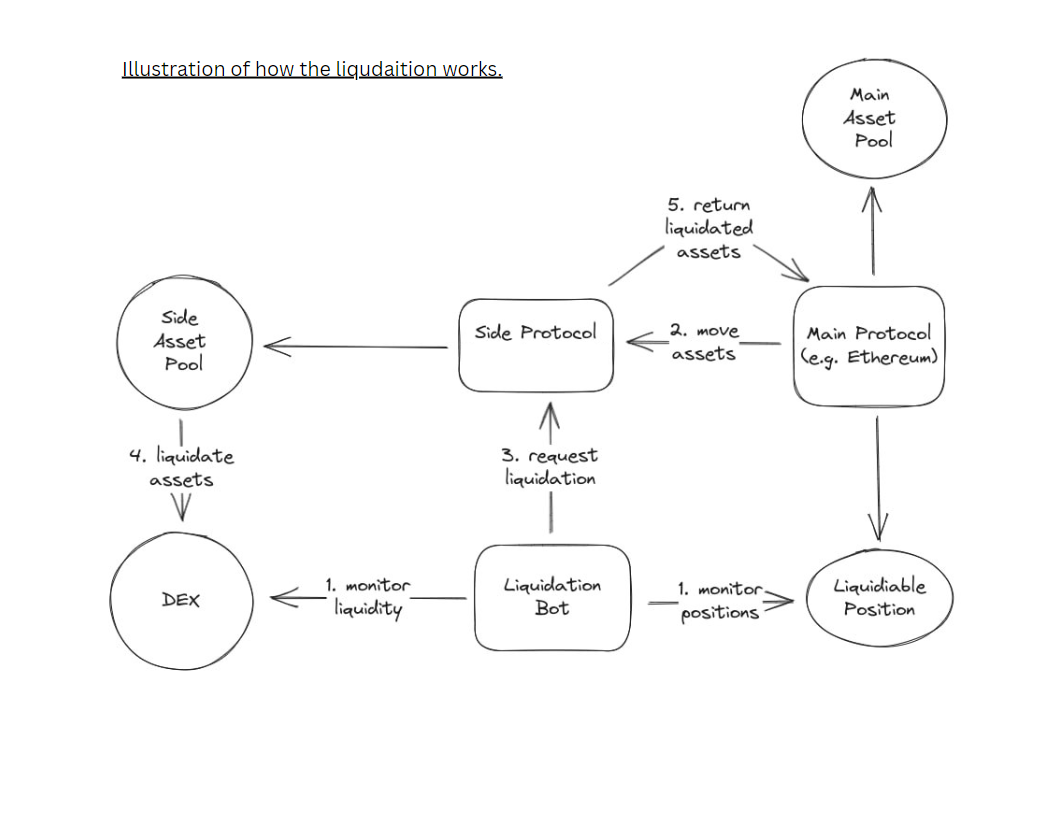 Illustration of how the liqudaition works.
Main
Asset
Pool
5. return
liquidated
assets
Side
Asset
Pool
Side Protocol
2. move
assets
Main Protocol
(e.g. Ethereum)
4. liquidate
assets
3. request
liquidation
DEX
1. monitor
liquidity
Liquidation
Bot
1. monitor
positions
Liquidiable
Position